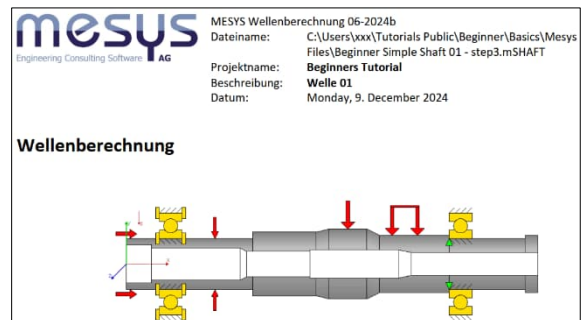 mesys
Engineering Consulting Software AG
MESYS Wellenberechnung 06-2024b
Dateiname: C:\Users\xxx\Tutorials Public\Beginner\Basics\Mesys
Files\Beginner Simple Shaft 01 - step3.mSHAFT
Projektname: Beginners Tutorial
Beschreibung: Welle 01
Datum: Monday, 9. December 2024
Wellenberechnung